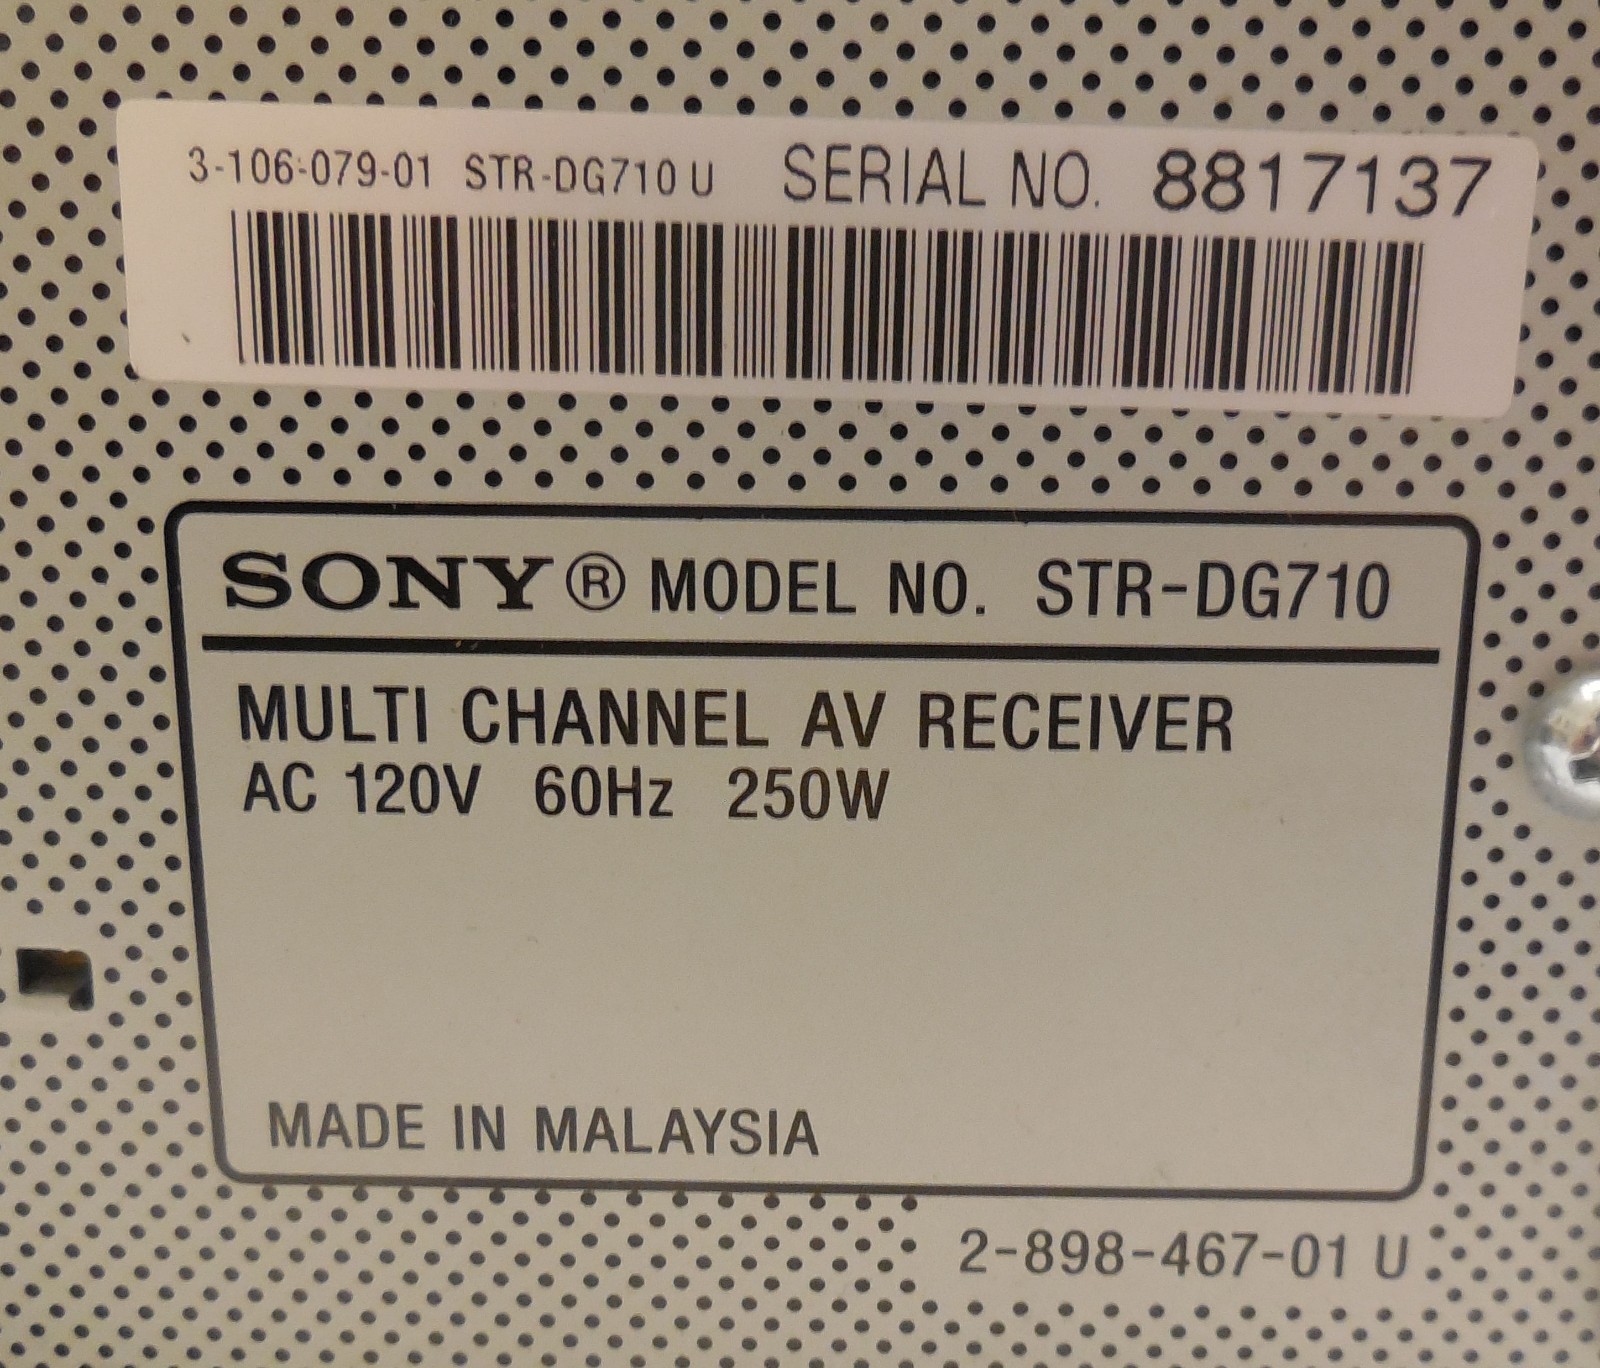 3-106-079-01 STR-DG710 U SERIAL NO. 8817137
SONY® MODEL NO. STR-DG710
MULTI CHANNEL AV RECEIVER
AC 120V 60Hz 250W
MADE IN MALAYSIA
2-898-467-01 U